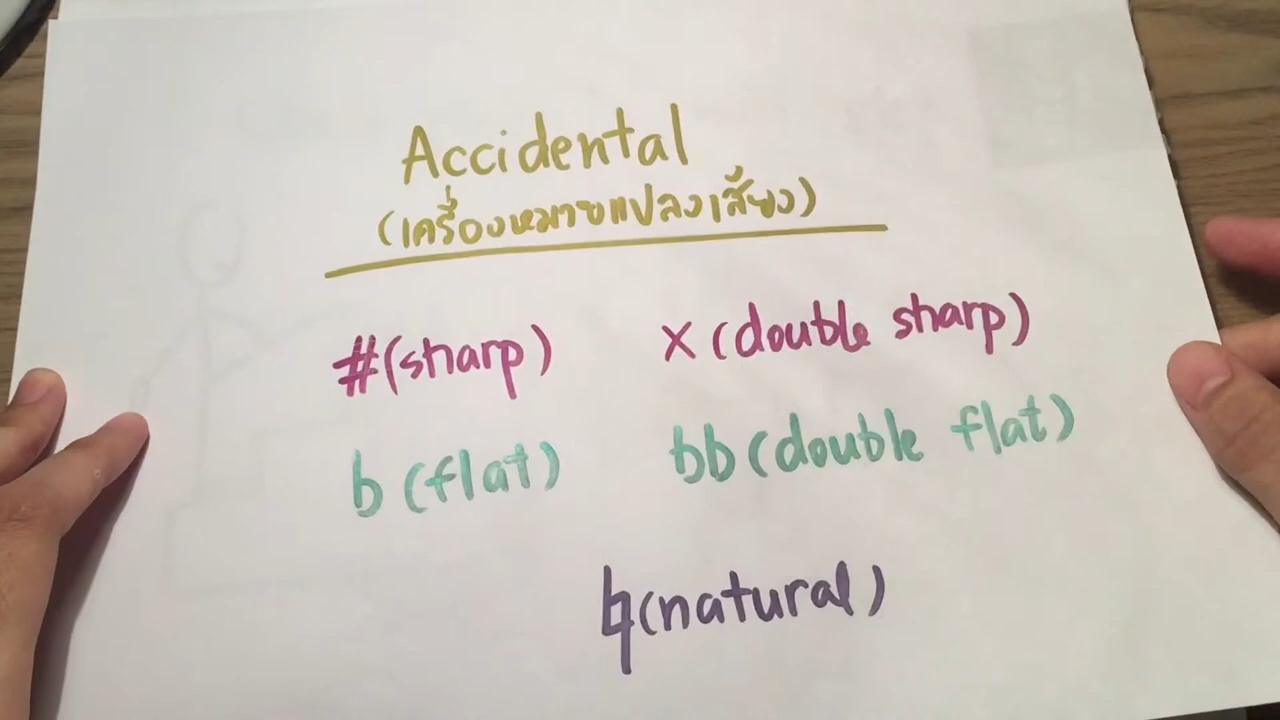 Accidental
(เครื่องหมายแปลงเสียง)
#(sharp) x (double sharp)
b (flat) bb (double flat)
♮(natural)